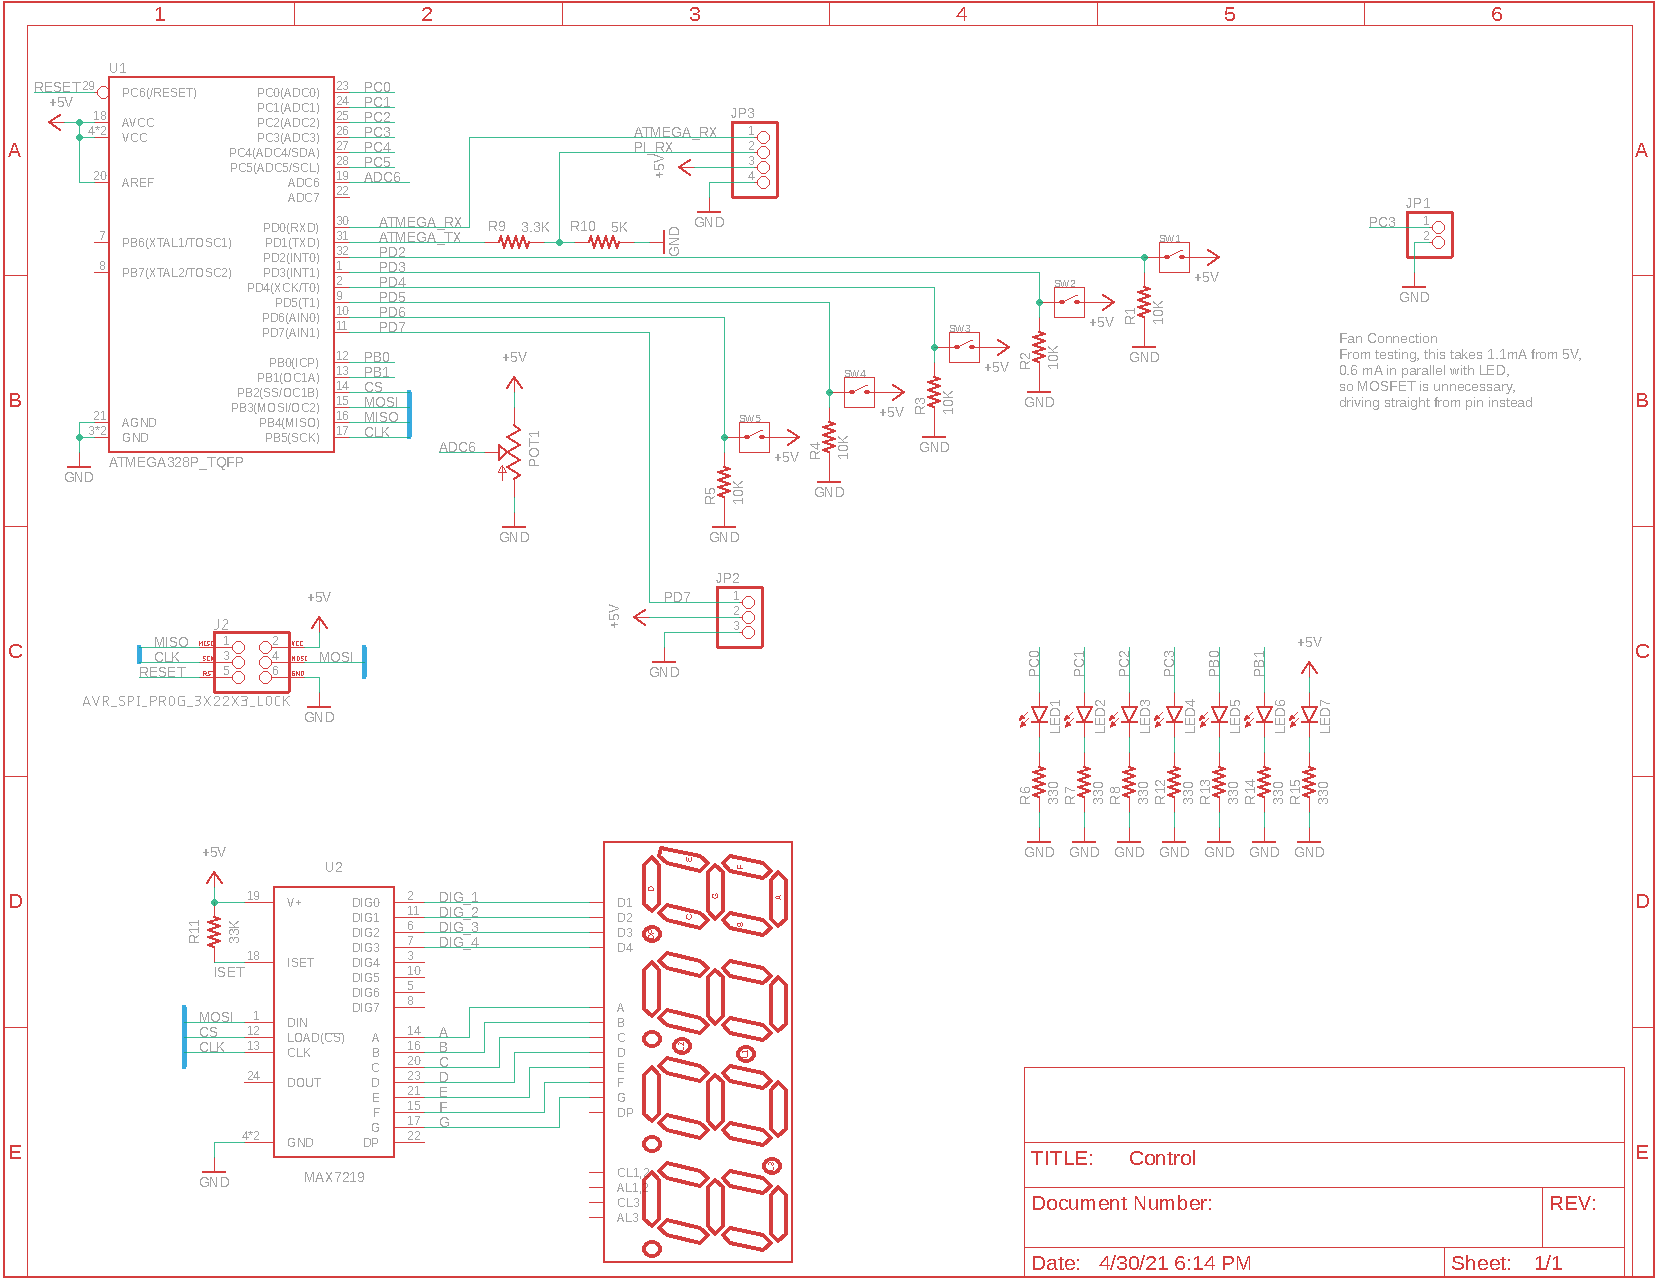 1 2 3 4 5 6
A A
B B
C C
D D
E E
U1
RESET 29 PC6(/RESET)
+5V
18 AVCC
4*2 VCC
20 AREF
7 PB6(XTAL1/TOSC1)
8 PB7(XTAL2/TOSC2)
21 AGND
3*2 GND
GND
PC0(ADC0) 23 PC0
PC1(ADC1) 24 PC1
PC2(ADC2) 25 PC2
PC3(ADC3) 26 PC3
PC4(ADC4/SDA) 27 PC4
PC5(ADC5/SCL) 28 PC5
ADC6 19 ADC6
ADC7 22
PD0(RXD) 30 ATMEGA_RX
PD1(TXD) 31 ATMEGA_TX
PD2(INT0) 32 PD2
PD3(INT1) 1 PD3
PD4(XCK/T0) 2 PD4
PD5(T1) 9 PD5
PD6(AIN0) 10 PD6
PD7(AIN1) 11 PD7
PB0(ICP) 12 PB0
PB1(OC1A) 13 PB1
PB2(SS/OC1B) 14 CS
PB3(MOSI/OC2) 15 MOSI
PB4(MISO) 16 MISO
PB5(SCK) 17 CLK
ATMEGA328P_TQFP
JP3
ATMEGA_RX 1
PI_RX 2
+5V 3
4
GND
R9 3.3K R10 5K GND
SW1 +5V R1 10K GND
SW2 +5V R2 10K GND
SW3 +5V R3 10K GND
SW4 +5V R4 10K GND
SW5 +5V R5 10K GND
JP1
PC3 1
2
GND
Fan Connection
From testing, this takes 1.1mA from 5V,
0.6 mA in parallel with LED,
so MOSFET is unnecessary,
driving straight from pin instead
+5V
ADC6 POT1
GND
JP2
PD7 1
+5V 2
3
GND
+5V
J2
MISO MISO 1 2 VCC
CLK SCK 3 4 MOSI MOSI
RESET RST 5 6 GND
AVR_SPI_PROG_3X22X3_LOCK
GND
+5V
PC0 PC1 PC2 PC3 PB0 PB1
LED1 LED2 LED3 LED4 LED5 LED6 LED7
R6 330 R7 330 R8 330 R12 330 R13 330 R14 330 R15 330
GND GND GND GND GND GND GND
+5V
U2
R11 33K
19 V+
18 ISET
ISET
MOSI 1 DIN
CS 12 LOAD(CS)
CLK 13 CLK
24 DOUT
4*2 GND
GND
DIG0 2 DIG_1
DIG1 11 DIG_2
DIG2 6 DIG_3
DIG3 7 DIG_4
DIG4 3
DIG5 10
DIG6 5
DIG7 8
A 14 A
B 16 B
C 20 C
D 23 D
E 21 E
F 15 F
G 17 G
DP 22
MAX7219
D1
D2
D3
D4
A
B
C
D
E
F
G
DP
CL1,2
AL1,2
CL3
AL3
E F
D G A
C B
TITLE: Control
Document Number:
REV:
Date: 4/30/21 6:14 PM
Sheet: 1/1